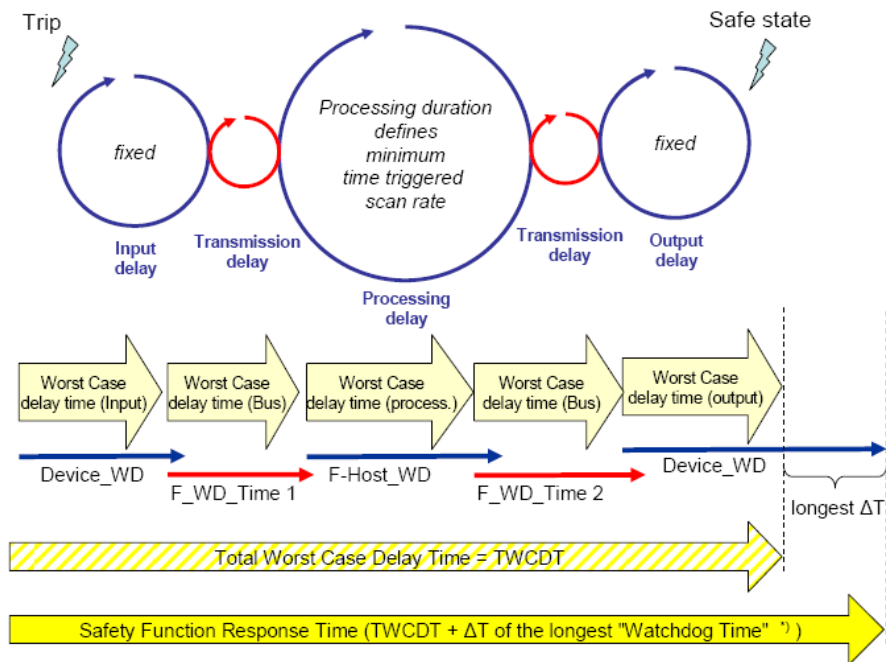 Trip
Safe state
fixed
Processing duration
defines
minimum
time triggered
scan rate
fixed
Input
delay
Transmission
delay
Processing
delay
Transmission
delay
Output
delay
Worst Case
delay time (Input)
Worst Case
delay time (Bus)
Worst Case
delay time (process.)
Worst Case
delay time (Bus)
Worst Case
delay time (output)
Device_WD
F_WD_Time 1
F-Host_WD
F_WD_Time 2
Device_WD
longest ΔT
Total Worst Case Delay Time = TWCDT
Safety Function Response Time (TWCDT + ΔT of the longest "Watchdog Time" *) )